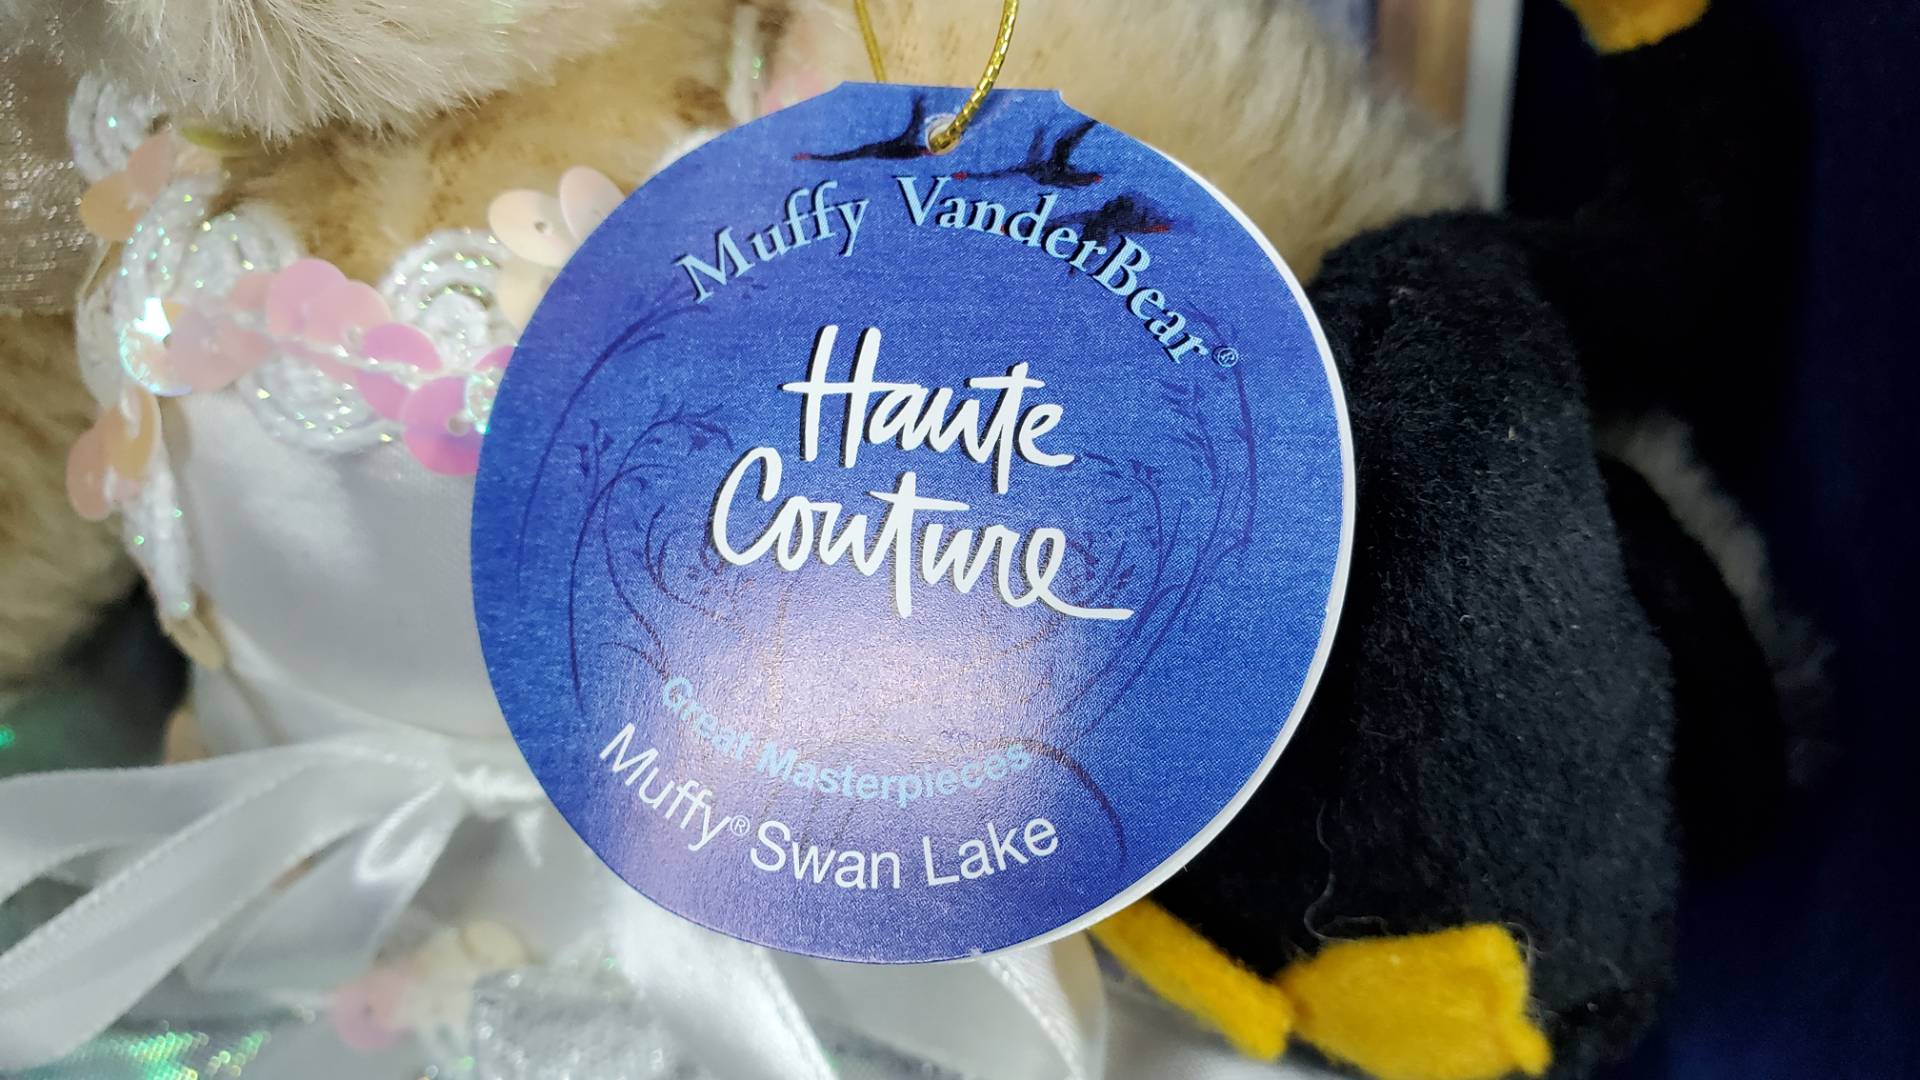 Muffy VanderBear®
Haute
Couture
Great Masterpieces
Muffy® Swan Lake